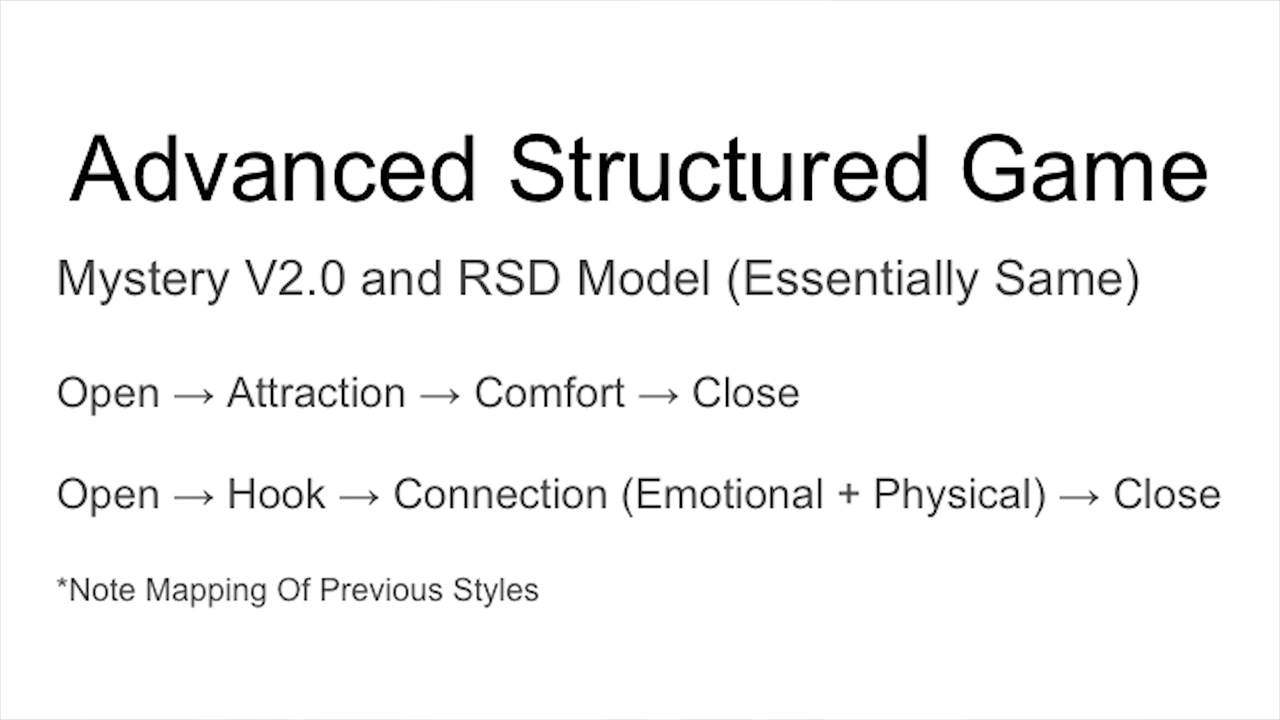 Advanced Structured Game
Mystery V2.0 and RSD Model (Essentially Same)
Open → Attraction → Comfort → Close
Open → Hook → Connection (Emotional + Physical) → Close
*Note Mapping Of Previous Styles